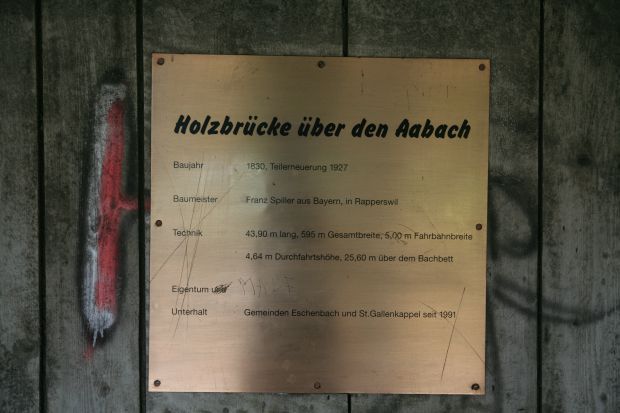 Holzbrücke über den Aabach
Baujahr 1830, Teilerneuerung 1927
Baumeister Franz Spiller aus Bayern, in Rapperswil
Technik 43,90 m lang, 595 m Gesamtbreite, 5,00 m Fahrbahnbreite
4,64 m Durchfahrtshöhe, 25,60 m über dem Bachbett
Eigentum und
Unterhalt Gemeinden Eschenbach und St.Gallenkappel seit 1991